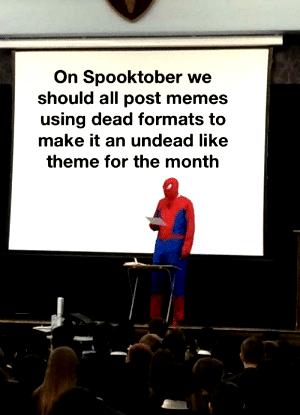 On Spooktober we
should all post memes
using dead formats to
make it an undead like
theme for the month